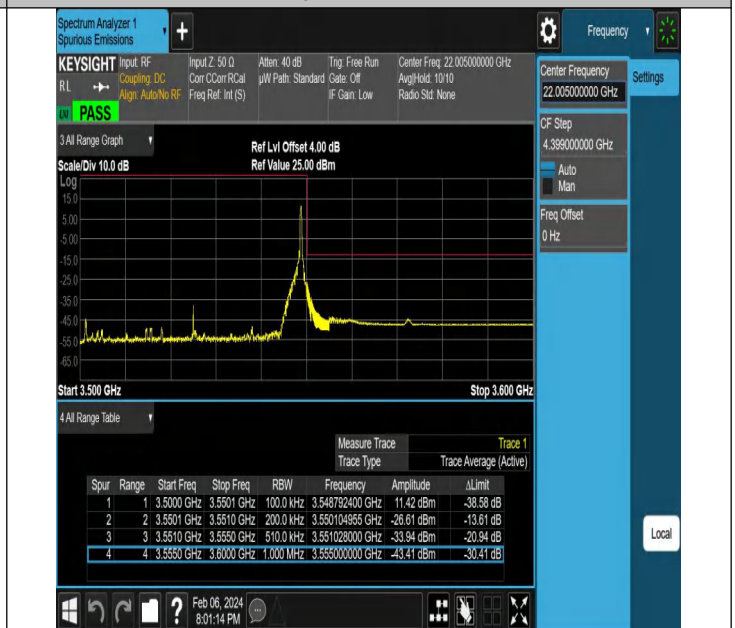 Spectrum Analyzer 1
Spurious Emissions
+
Frequency
KEYSIGHT
RL
LXI
PASS
Input: RF
Coupling: DC
Align: Auto/No RF
Input Z: 50 Ω
Corr CCorr RCal
Freq Ref: Int (S)
Atten: 40 dB
µW Path: Standard
Trig: Free Run
Gate: Off
IF Gain: Low
Center Freq: 22.005000000 GHz
Avg|Hold: 10/10
Radio Std: None
Center Frequency
22.005000000 GHz
Settings
CF Step
4.399000000 GHz
Auto
Man
Freq Offset
0 Hz
3 All Range Graph
Scale/Div 10.0 dB
Ref Lvl Offset 4.00 dB
Ref Value 25.00 dBm
Log
15.0
5.00
-5.00
-15.0
-25.0
-35.0
-45.0
-55.0
-65.0
Start 3.500 GHz Stop 3.600 GHz
4 All Range Table
Measure Trace Trace 1
Trace Type Trace Average (Active)
Spur Range Start Freq Stop Freq RBW Frequency Amplitude ΔLimit
1 1 3.5000 GHz 3.5501 GHz 100.0 kHz 3.548792400 GHz 11.42 dBm -38.58 dB
2 2 3.5501 GHz 3.5510 GHz 200.0 kHz 3.550104955 GHz -26.61 dBm -13.61 dB
3 3 3.5510 GHz 3.5550 GHz 510.0 kHz 3.551028000 GHz -33.94 dBm -20.94 dB
4 4 3.5550 GHz 3.6000 GHz 1.000 MHz 3.555000000 GHz -43.41 dBm -30.41 dB
Local
?
Feb 06, 2024
8:01:14 PM